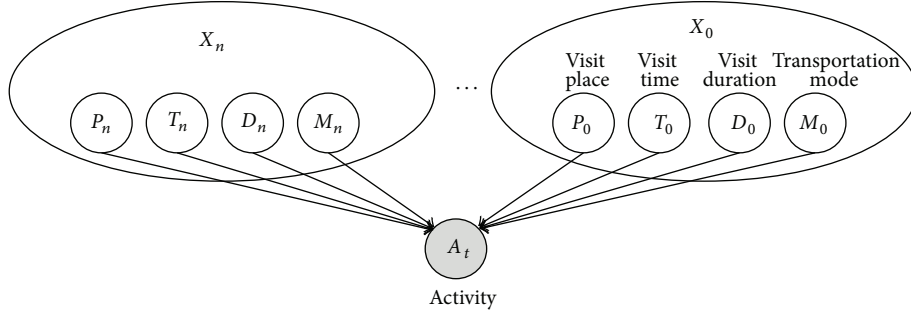 X_n
X_0
Visit place
Visit time
Visit duration
Transportation mode
P_n
T_n
D_n
M_n
...
P_0
T_0
D_0
M_0
A_t
Activity